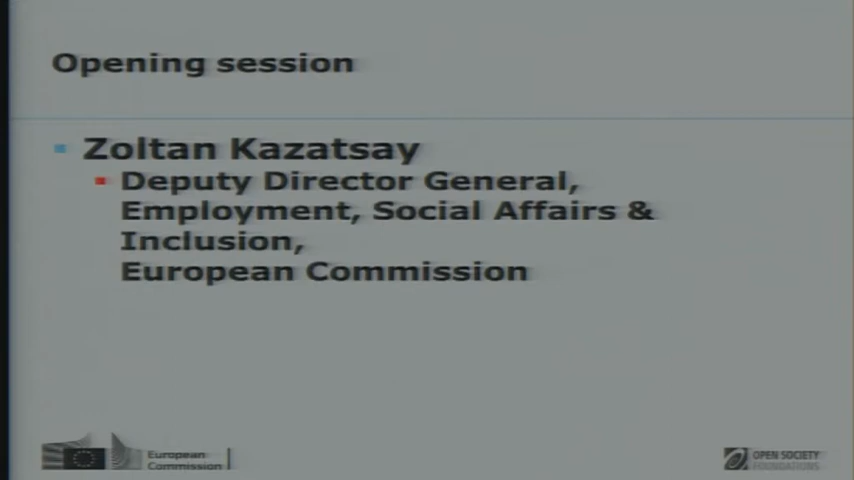 Opening session
Zoltan Kazatsay
Deputy Director General,
Employment, Social Affairs &
Inclusion,
European Commission
European
Commission
OPEN SOCIETY
FOUNDATIONS